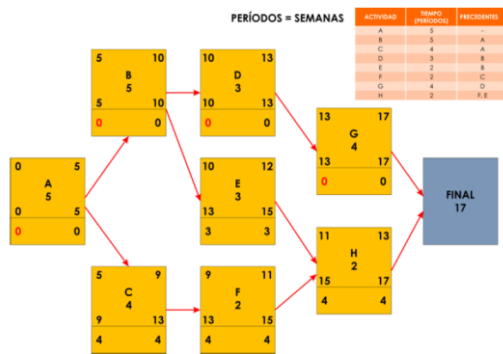 PERÍODOS = SEMANAS
ACTIVIDAD TIEMPO (PERÍODOS) PRECEDENTES
A 5 -
B 5 A
C 4 A
D 3 B
E 2 B
F 2 C
G 4 D
H 2 F, E
5 10
B
5
5 10
0 0
10 13
D
3
10 13
0 0
13 17
G
4
13 17
0 0
0 5
A
5
0 5
0 0
10 12
E
3
13 15
3 3
FINAL
17
11 13
H
2
15 17
4 4
5 9
C
4
9 13
4 4
9 11
F
2
13 15
4 4